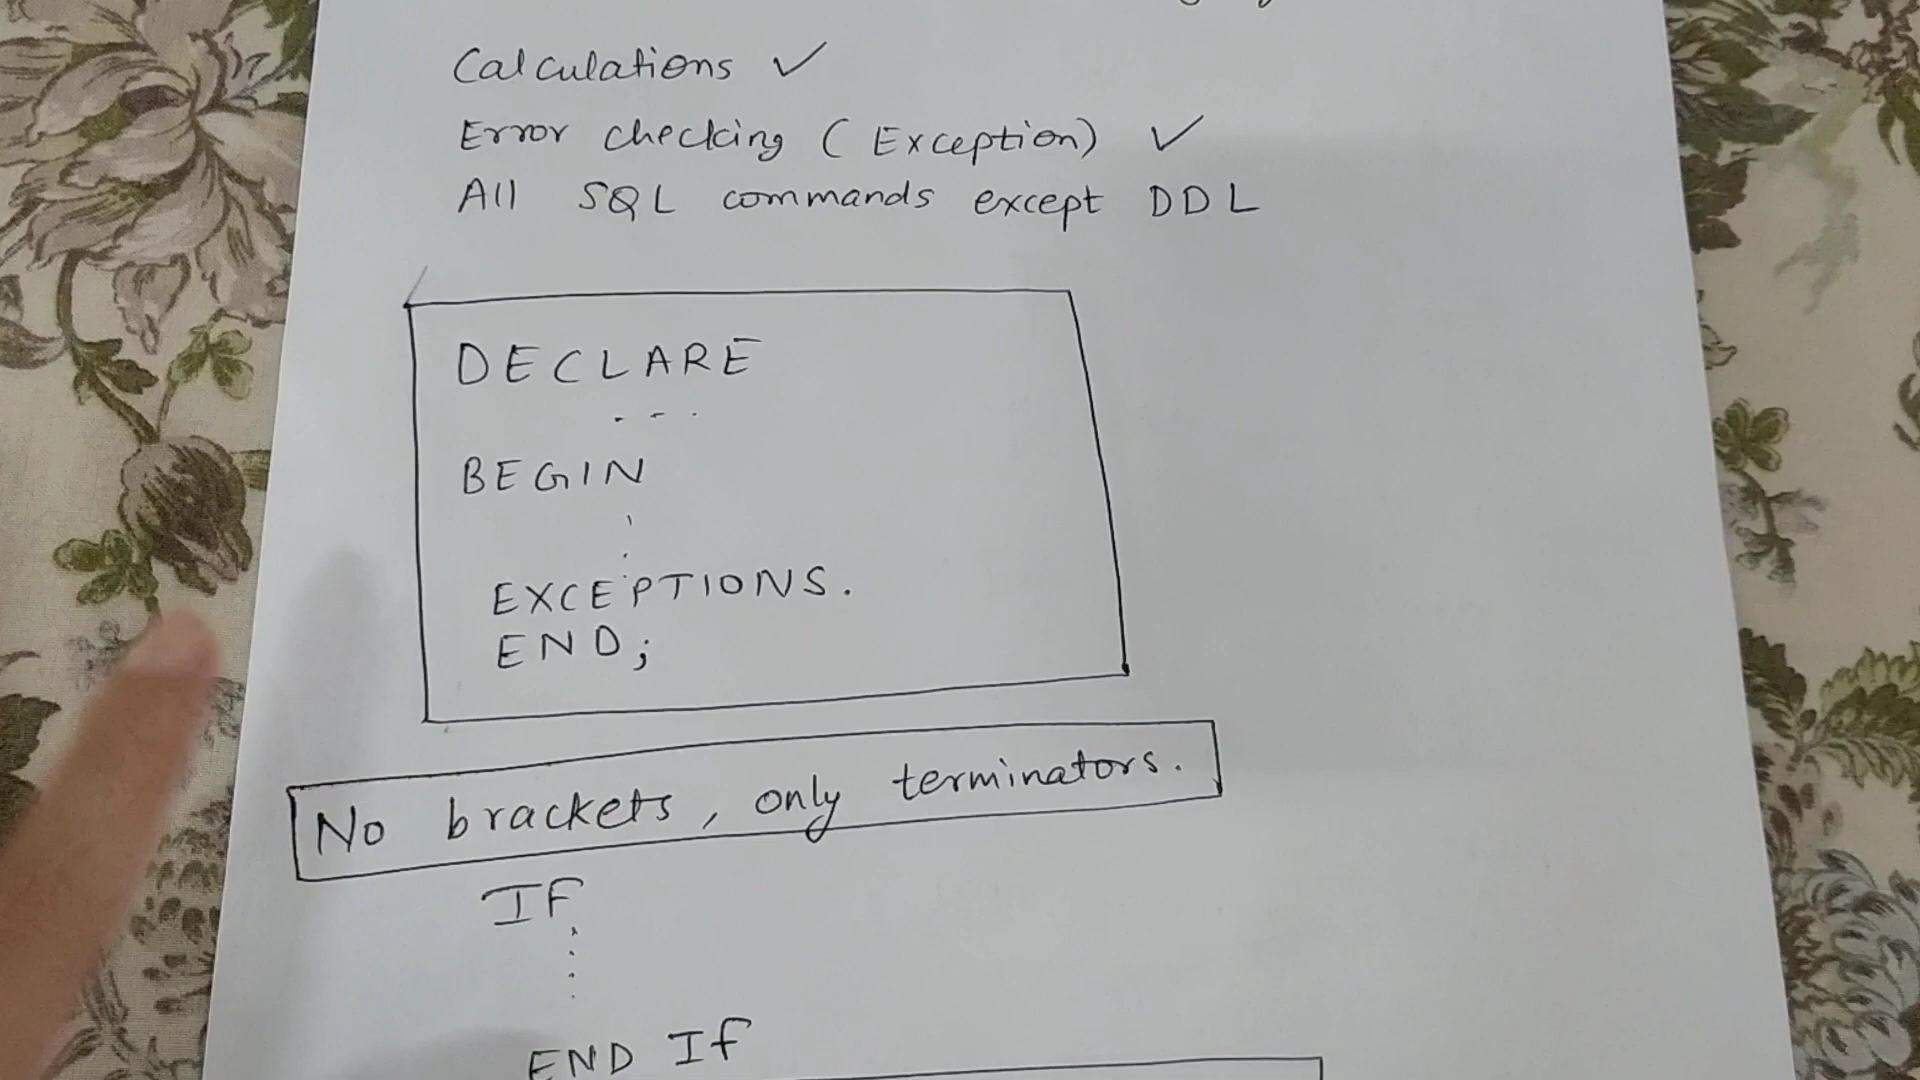 Calculations ✓
Error checking (Exception) ✓
All SQL commands except DDL
DECLARE
...
BEGIN
EXCEPTIONS.
END;
No brackets, only terminators.
If
END If